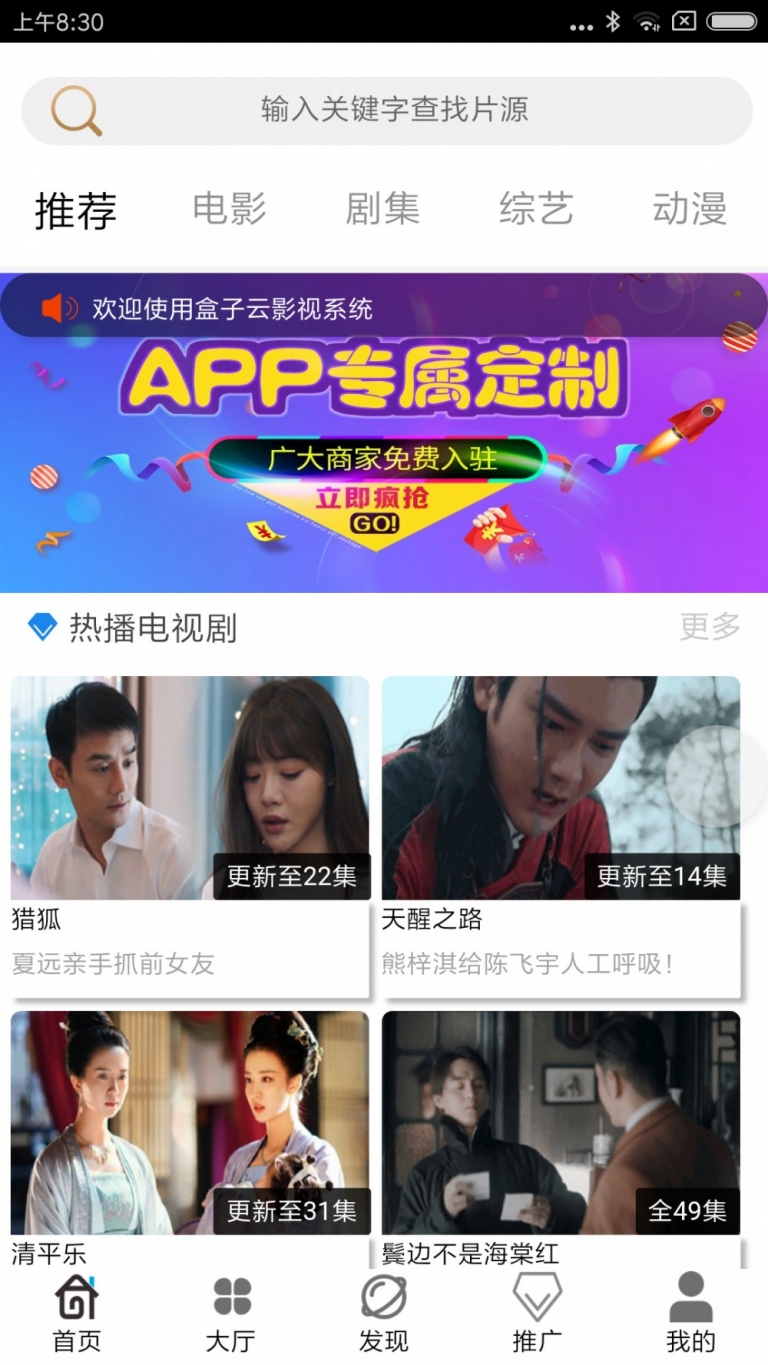 上午8:30
输入关键字查找片源
推荐 电影 剧集 综艺 动漫
欢迎使用盒子云影视系统
APP专属定制
广大商家免费入驻
立即疯抢
GO!
热播电视剧 更多
更新至22集 更新至14集
猎狐 天醒之路
夏远亲手抓前女友 熊梓淇给陈飞宇人工呼吸!
更新至31集 全49集
清平乐 鬓边不是海棠红
首页 大厅 发现 推广 我的